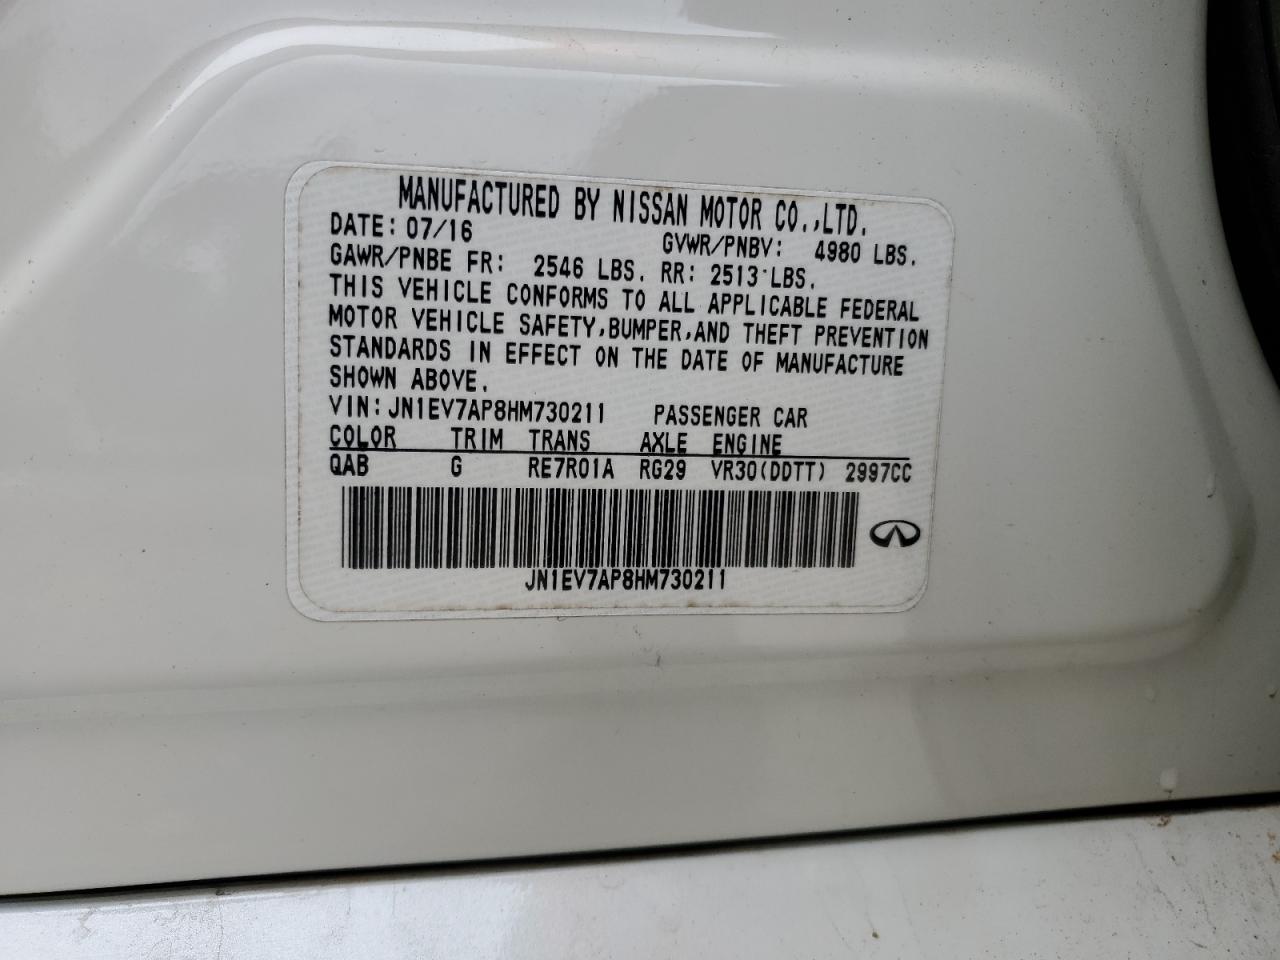 MANUFACTURED BY NISSAN MOTOR CO.,LTD.
DATE: 07/16 GVWR/PNBV: 4980 LBS.
GAWR/PNBE FR: 2546 LBS. RR: 2513 LBS.
THIS VEHICLE CONFORMS TO ALL APPLICABLE FEDERAL
MOTOR VEHICLE SAFETY,BUMPER,AND THEFT PREVENTION
STANDARDS IN EFFECT ON THE DATE OF MANUFACTURE
SHOWN ABOVE.
VIN:JN1EV7AP8HM730211 PASSENGER CAR
COLOR TRIM TRANS AXLE ENGINE
QAB G RE7R01A RG29 VR30(DDTT) 2997CC
JN1EV7AP8HM730211